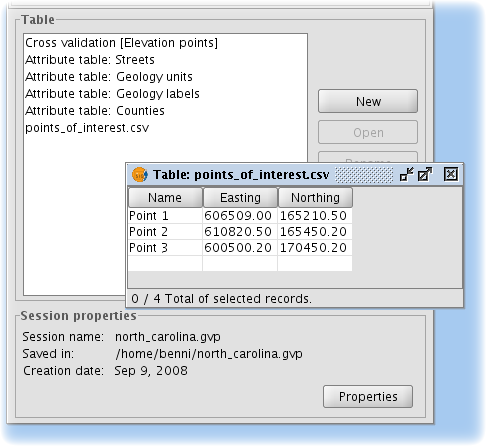 Table
Cross validation [Elevation points]
Attribute table: Streets
Attribute table: Geology units
Attribute table: Geology labels
Attribute table: Counties
points_of_interest.csv
New
Open
Table: points_of_interest.csv
Name Easting Northing
Point 1 606509.00 165210.50
Point 2 610820.50 165450.20
Point 3 600500.20 170450.20
0 / 4 Total of selected records.
Session properties
Session name: north_carolina.gvp
Saved in: /home/benni/north_carolina.gvp
Creation date: Sep 9, 2008
Properties